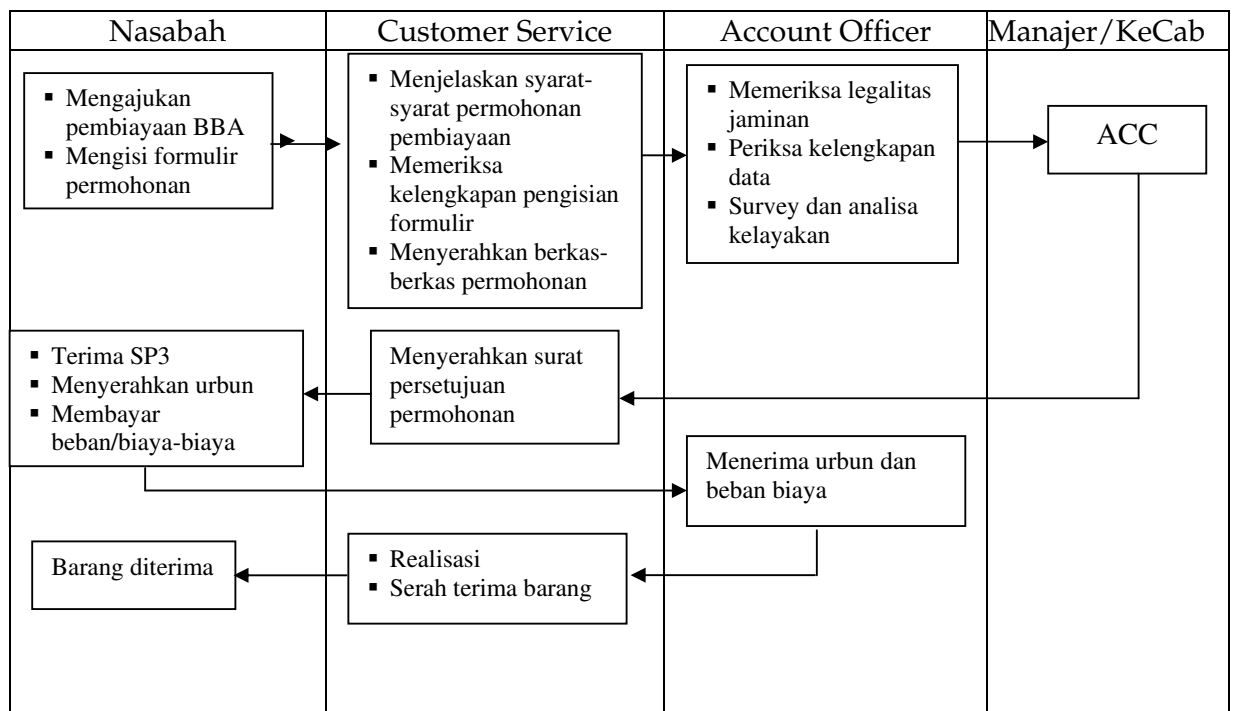 Nasabah
Customer Service
Account Officer
Manajer/KeCab
▪ Mengajukan
pembiayaan BBA
▪ Mengisi formulir
permohonan
▪ Menjelaskan syarat-
syarat permohonan
pembiayaan
▪ Memeriksa
kelengkapan pengisian
formulir
▪ Menyerahkan berkas-
berkas permohonan
▪ Memeriksa legalitas
jaminan
▪ Periksa kelengkapan
data
▪ Survey dan analisa
kelayakan
ACC
▪ Terima SP3
▪ Menyerahkan urbun
▪ Membayar
beban/biaya-biaya
Menyerahkan surat
persetujuan
permohonan
Menerima urbun dan
beban biaya
Barang diterima
▪ Realisasi
▪ Serah terima barang